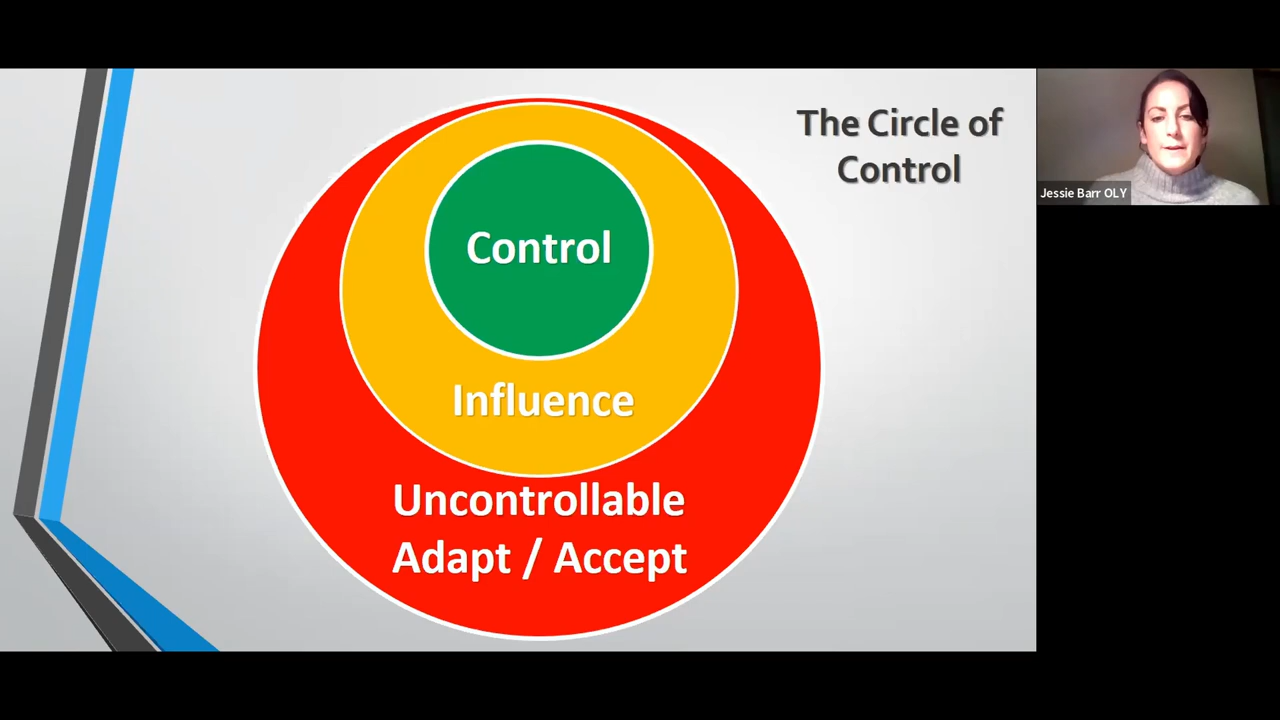 The Circle of
Control
Control
Influence
Uncontrollable
Adapt / Accept
Jessie Barr OLY